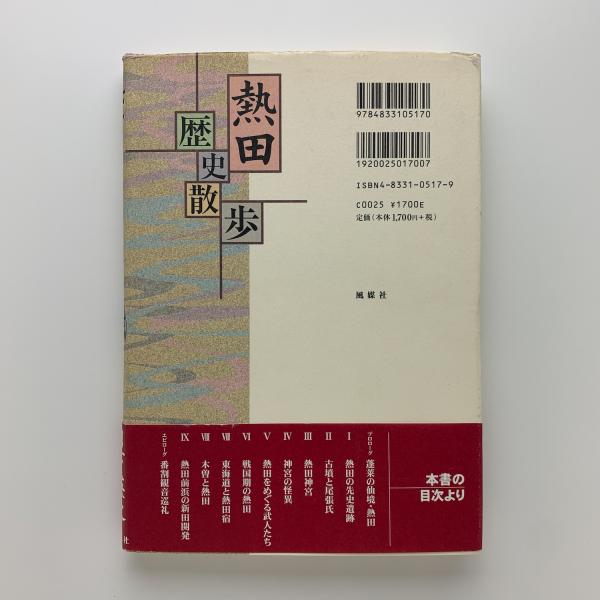 熱田
歴史散歩
9784833105170
1920025017007
ISBN4-8331-0517-9
C0025 ¥1700E
定価(本体1,700円+税)
風媒社
本書の
目次より
プロローグ 蓬莱の仙境・熱田
Ⅰ 熱田の先史遺跡
Ⅱ 古墳と尾張氏
Ⅲ 熱田神宮
Ⅳ 神宮の怪異
Ⅴ 熱田をめぐる武人たち
Ⅵ 戦国期の熱田
Ⅶ 東海道と熱田宿
Ⅷ 木曽と熱田
Ⅸ 熱田前浜の新田開発
エピローグ 番割観音巡礼
社